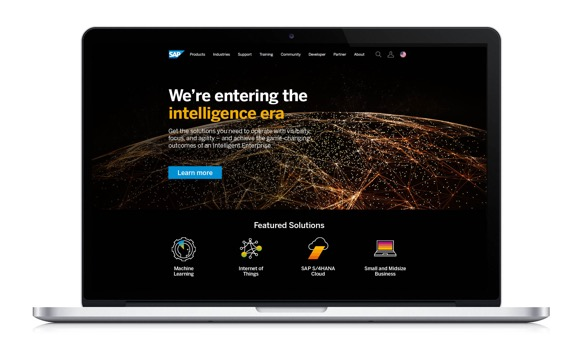 SAP
Products Industries Support Training Community Developer Partner About
We're entering the
intelligence era
Get the solutions you need to operate with visibility,
focus, and agility – and achieve the game-changing
outcomes of an Intelligent Enterprise.
Learn more
Featured Solutions
Machine
Learning
Internet of
Things
SAP S/4HANA
Cloud
Small and Midsize
Business